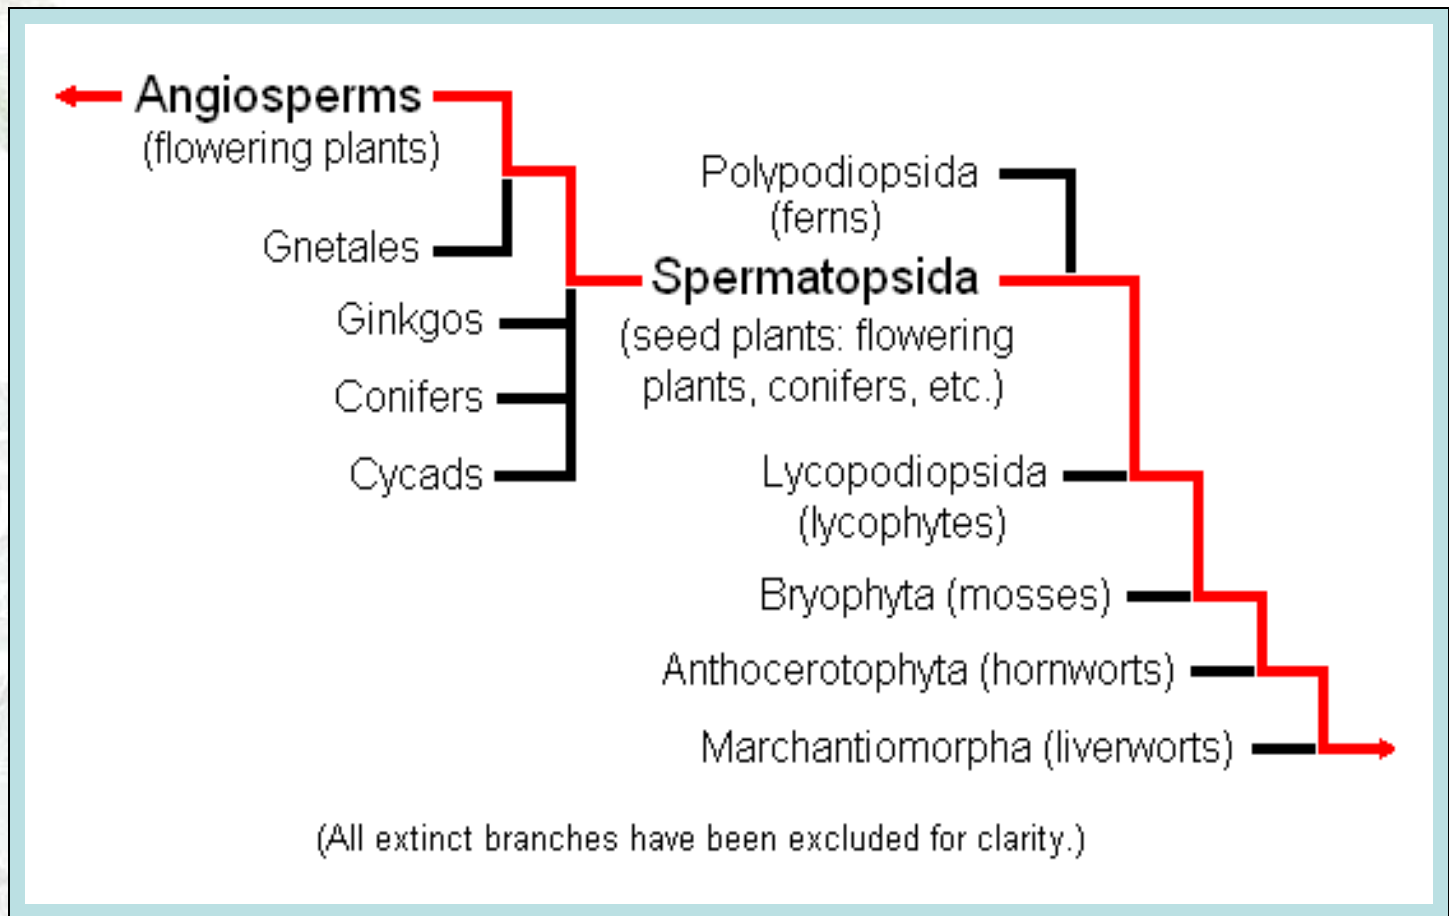 Angiosperms
(flowering plants)
Gnetales
Ginkgos
Conifers
Cycads
Polypodiopsida
(ferns)
Spermatopsida
(seed plants: flowering
plants, conifers, etc.)
Lycopodiopsida
(lycophytes)
Bryophyta (mosses)
Anthocerotophyta (hornworts)
Marchantiomorpha (liverworts)
(All extinct branches have been excluded for clarity.)